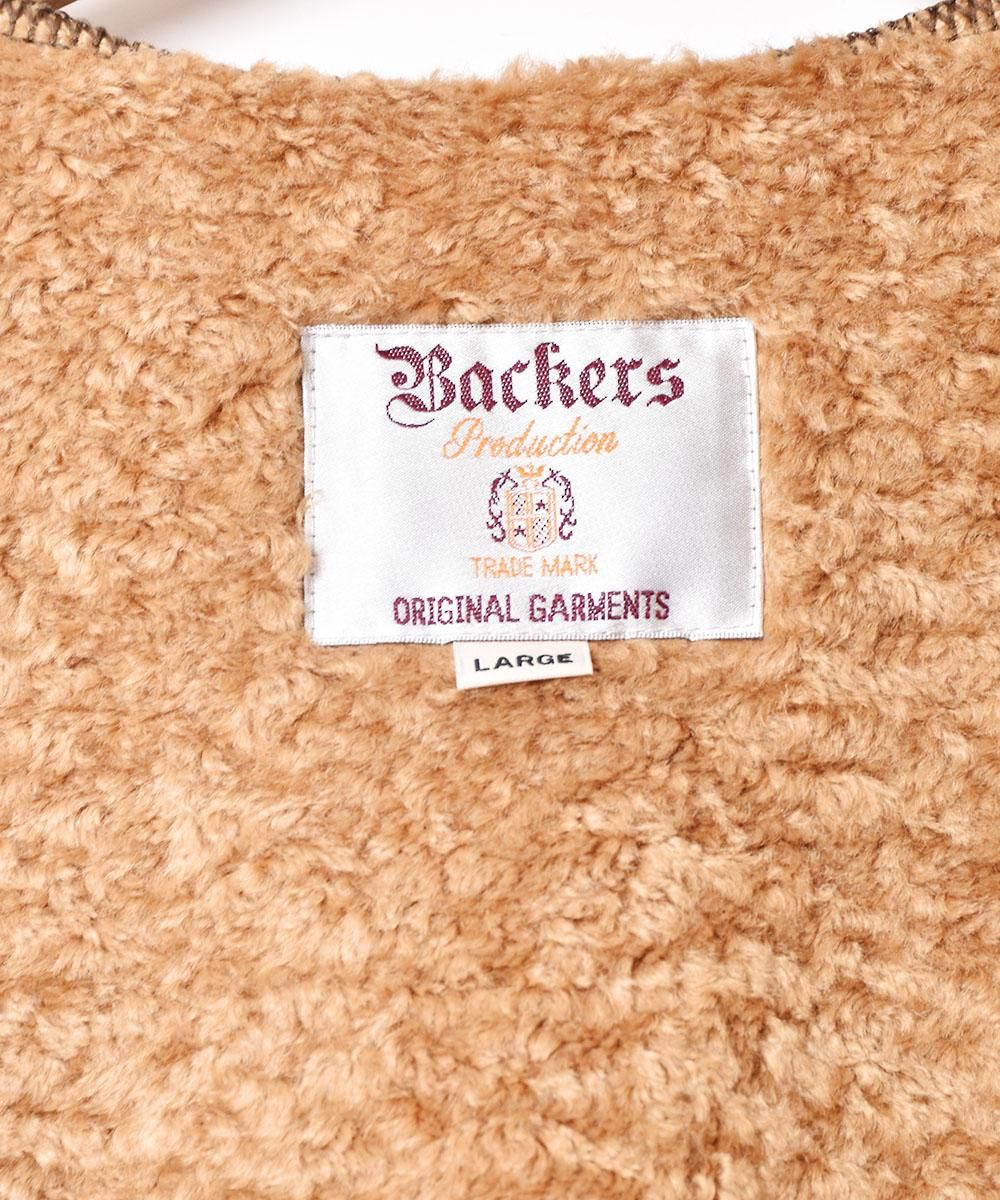 Backers
Production
TRADE MARK
ORIGINAL GARMENTS
LARGE